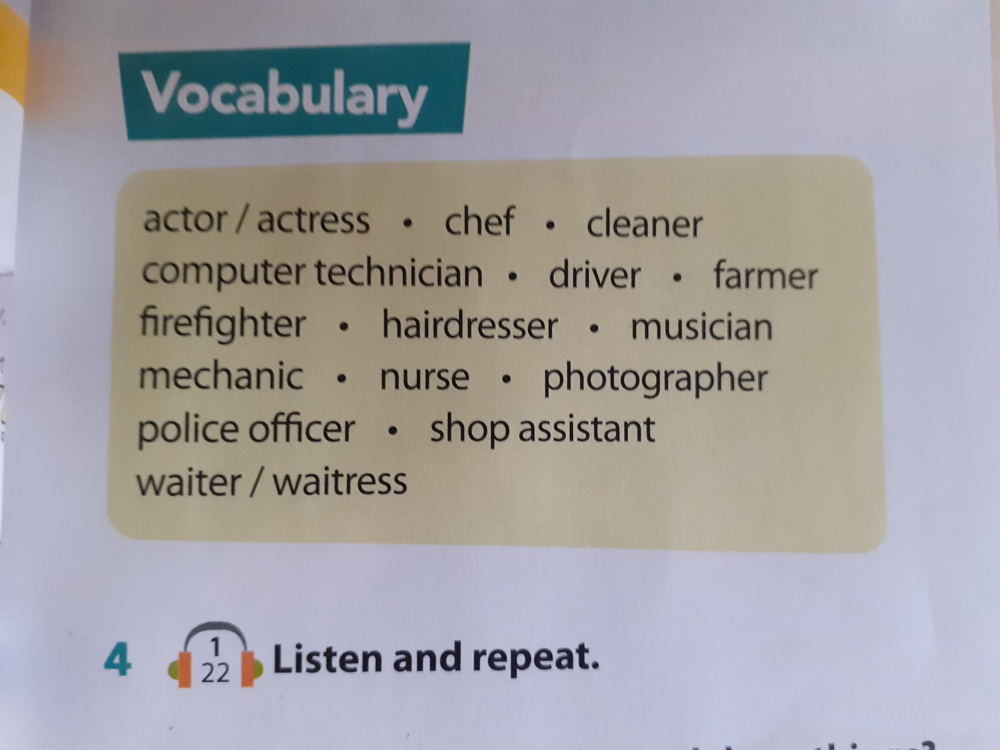 Vocabulary
actor / actress • chef • cleaner
computer technician • driver • farmer
firefighter • hairdresser • musician
mechanic • nurse • photographer
police officer • shop assistant
waiter / waitress
4 1 22 Listen and repeat.